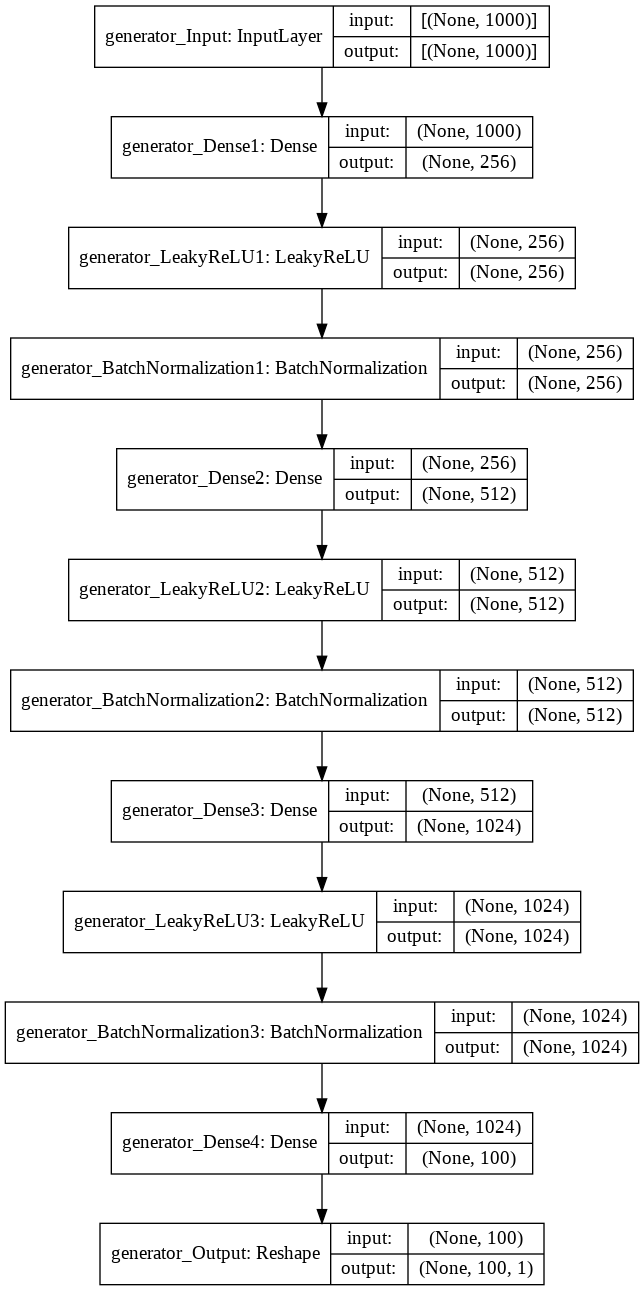 generator_Input: InputLayer
input: [(None, 1000)]
output: [(None, 1000)]
generator_Dense1: Dense
input: (None, 1000)
output: (None, 256)
generator_LeakyReLU1: LeakyReLU
input: (None, 256)
output: (None, 256)
generator_BatchNormalization1: BatchNormalization
input: (None, 256)
output: (None, 256)
generator_Dense2: Dense
input: (None, 256)
output: (None, 512)
generator_LeakyReLU2: LeakyReLU
input: (None, 512)
output: (None, 512)
generator_BatchNormalization2: BatchNormalization
input: (None, 512)
output: (None, 512)
generator_Dense3: Dense
input: (None, 512)
output: (None, 1024)
generator_LeakyReLU3: LeakyReLU
input: (None, 1024)
output: (None, 1024)
generator_BatchNormalization3: BatchNormalization
input: (None, 1024)
output: (None, 1024)
generator_Dense4: Dense
input: (None, 1024)
output: (None, 100)
generator_Output: Reshape
input: (None, 100)
output: (None, 100, 1)